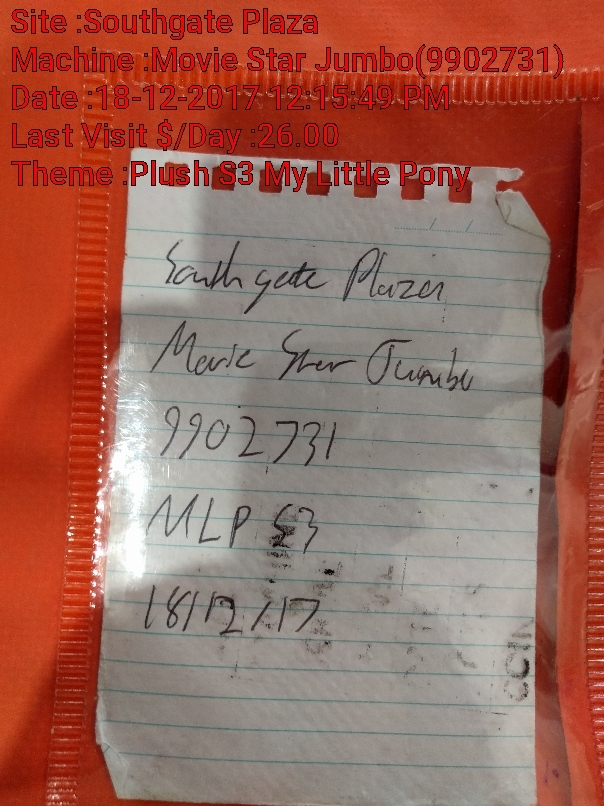 Site :Southgate Plaza
Machine :Movie Star Jumbo(9902731)
Date :18-12-2017 12:15:49 PM
Last Visit $/Day :26.00
Theme :Plush S3 My Little Pony
Southgate Plaza
Movie Star Jumbo
9902731
MLP S3
18/12/17